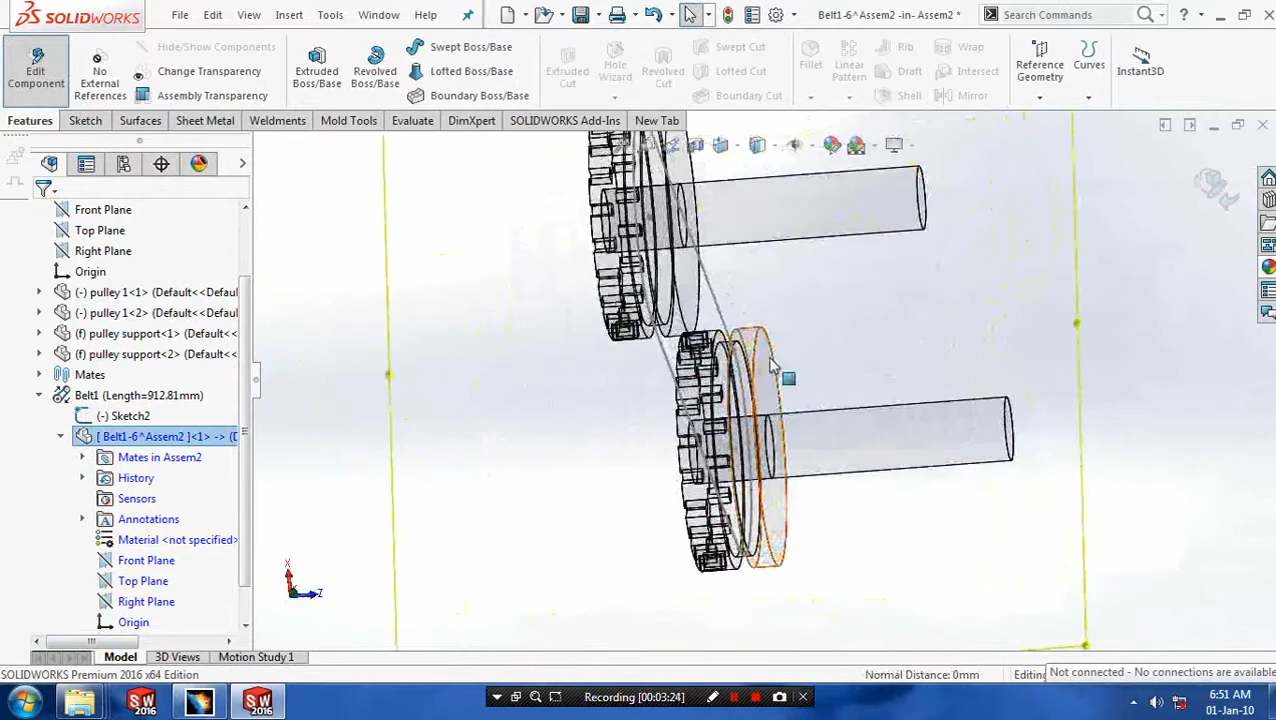 SOLIDWORKS File Edit View Insert Tools Window Help Belt1-6^Assem2 -in- Assem2 * Search Commands ?
Edit Component
No External References
Hide/Show Components
Change Transparency
Assembly Transparency
Extruded Boss/Base
Revolved Boss/Base
Swept Boss/Base
Lofted Boss/Base
Boundary Boss/Base
Extruded Cut
Hole Wizard
Revolved Cut
Swept Cut
Lofted Cut
Boundary Cut
Fillet
Linear Pattern
Rib
Draft
Shell
Wrap
Intersect
Mirror
Reference Geometry
Curves
Instant3D
Features Sketch Surfaces Sheet Metal Weldments Mold Tools Evaluate DimXpert SOLIDWORKS Add-Ins New Tab
Front Plane
Top Plane
Right Plane
Origin
(-) pulley 1<1> (Default<<Defau
(-) pulley 1<2> (Default<<Defau
(f) pulley support<1> (Default<
(f) pulley support<2> (Default<
Mates
Belt1 (Length=912.81mm)
(-) Sketch2
[ Belt1-6^Assem2 ]<1> -> (D
Mates in Assem2
History
Sensors
Annotations
Material <not specified>
Front Plane
Top Plane
Right Plane
Origin
X
Z
Model 3D Views Motion Study 1
SOLIDWORKS Premium 2016 x64 Edition Normal Distance: 0mm Editing
Not connected - No connections are available
SW 2016
SW 2016
Recording [00:03:24]
6:51 AM
01-Jan-10